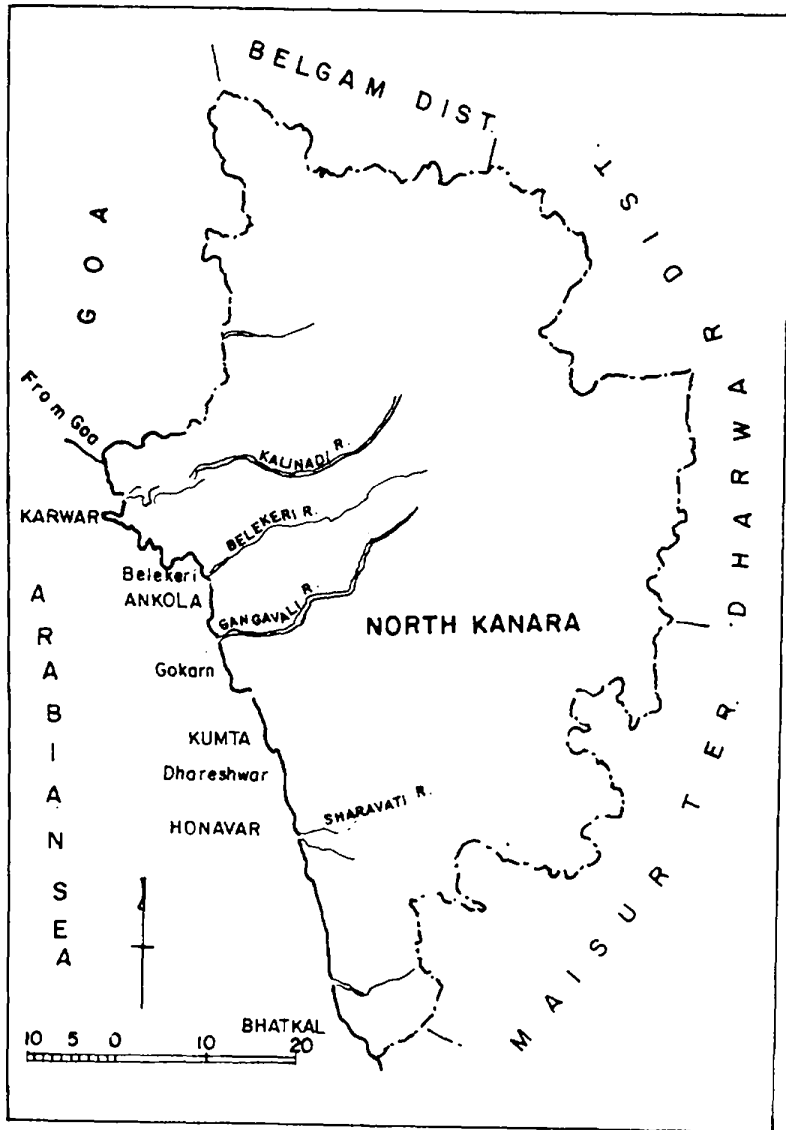 BELGAM DIST.
DHARWAR DIST.
GOA
From Goa
KALINADI R.
KARWAR
BELEKERI R.
Belekeri
ANKOLA
GANGAVALI R.
NORTH KANARA
Gokarn
ARABIAN SEA
KUMTA
Dhareshwar
SHARAVATI R.
HONAVAR
MAISUR TER.
BHATKAL
10 5 0 10 20